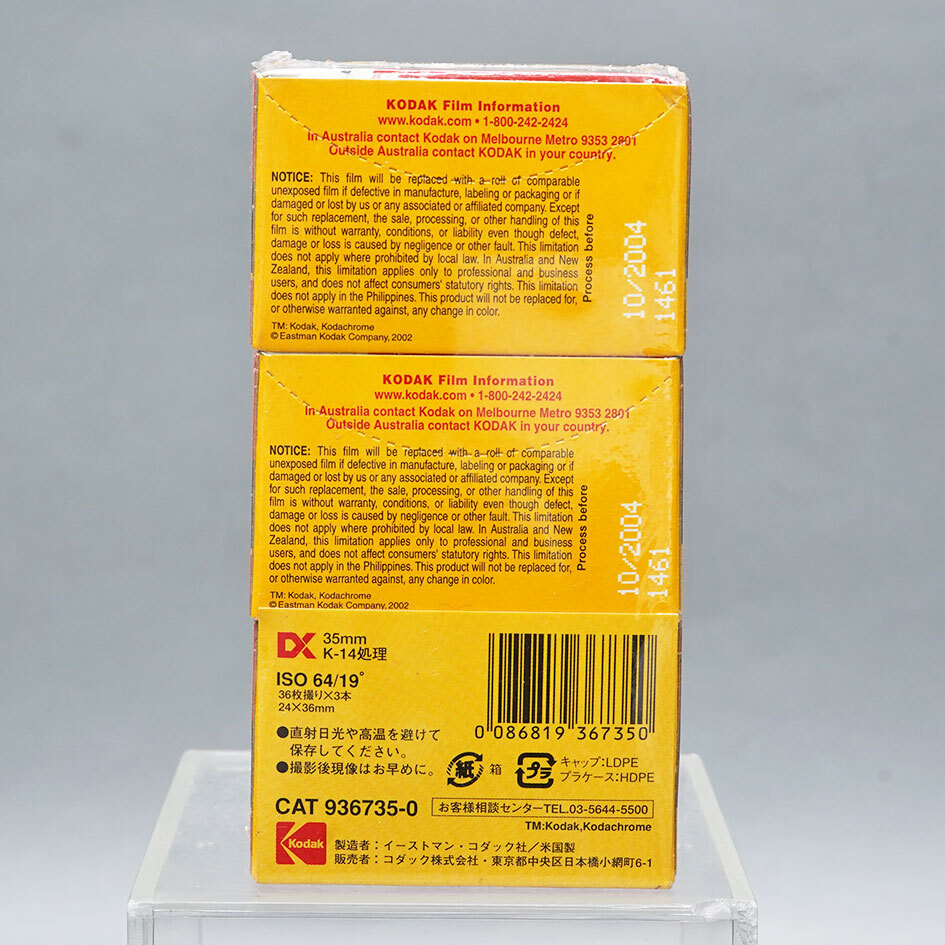 KODAK Film Information
www.kodak.com • 1-800-242-2424
In Australia contact Kodak on Melbourne Metro 9353 2801
Outside Australia contact KODAK in your country.
NOTICE: This film will be replaced with a roll of comparable
unexposed film if defective in manufacture, labeling or packaging or if
damaged or lost by us or any associated or affiliated company. Except
for such replacement, the sale, processing, or other handling of this
film is without warranty, conditions, or liability even though defect,
damage or loss is caused by negligence or other fault. This limitation
does not apply where prohibited by local law. In Australia and New
Zealand, this limitation applies only to professional and business
users, and does not affect consumers' statutory rights. This limitation
does not apply in the Philippines. This product will not be replaced for,
or otherwise warranted against, any change in color.
TM: Kodak, Kodachrome
© Eastman Kodak Company, 2002
Process before
10/2004
1461
KODAK Film Information
www.kodak.com • 1-800-242-2424
In Australia contact Kodak on Melbourne Metro 9353 2801
Outside Australia contact KODAK in your country.
NOTICE: This film will be replaced with a roll of comparable
unexposed film if defective in manufacture, labeling or packaging or if
damaged or lost by us or any associated or affiliated company. Except
for such replacement, the sale, processing, or other handling of this
film is without warranty, conditions, or liability even though defect,
damage or loss is caused by negligence or other fault. This limitation
does not apply where prohibited by local law. In Australia and New
Zealand, this limitation applies only to professional and business
users, and does not affect consumers' statutory rights. This limitation
does not apply in the Philippines. This product will not be replaced for,
or otherwise warranted against, any change in color.
TM: Kodak, Kodachrome
© Eastman Kodak Company, 2002
Process before
10/2004
1461
DX 35mm
K-14処理
ISO 64/19°
36枚撮り×3本
24×36mm
●直射日光や高温を避けて
保存してください。
●撮影後現像はお早めに。
0 086819 367350
紙 箱
プラ キャップ:LDPE
プラケース:HDPE
CAT 936735-0
お客様相談センターTEL.03-5644-5500
TM:Kodak,Kodachrome
Kodak
製造者：イーストマン・コダック社／米国製
販売者：コダック株式会社・東京都中央区日本橋小網町6-1